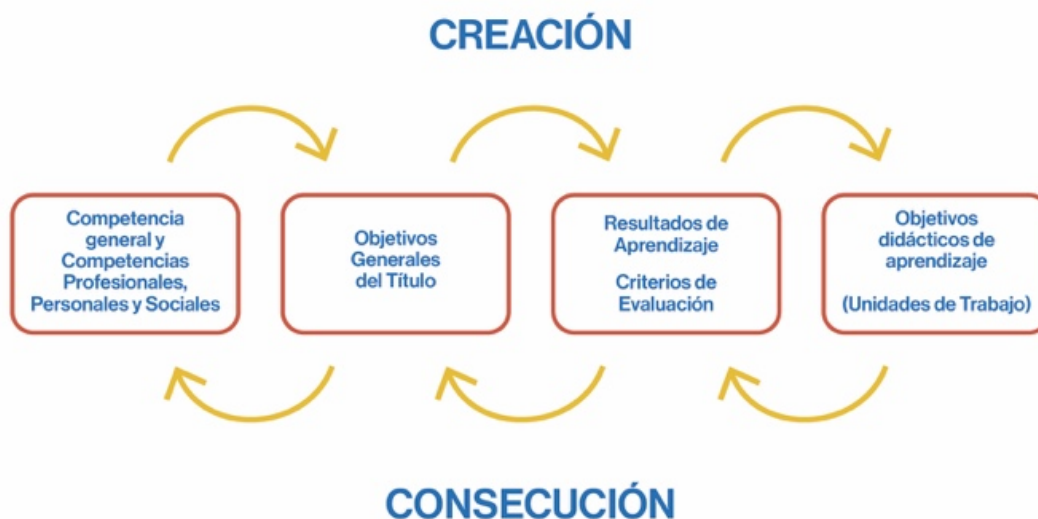 CREACIÓN
Competencia
general y
Competencias
Profesionales,
Personales y Sociales
Objetivos
Generales
del Título
Resultados de
Aprendizaje
Criterios de
Evaluación
Objetivos
didácticos de
aprendizaje
(Unidades de Trabajo)
CONSECUCIÓN